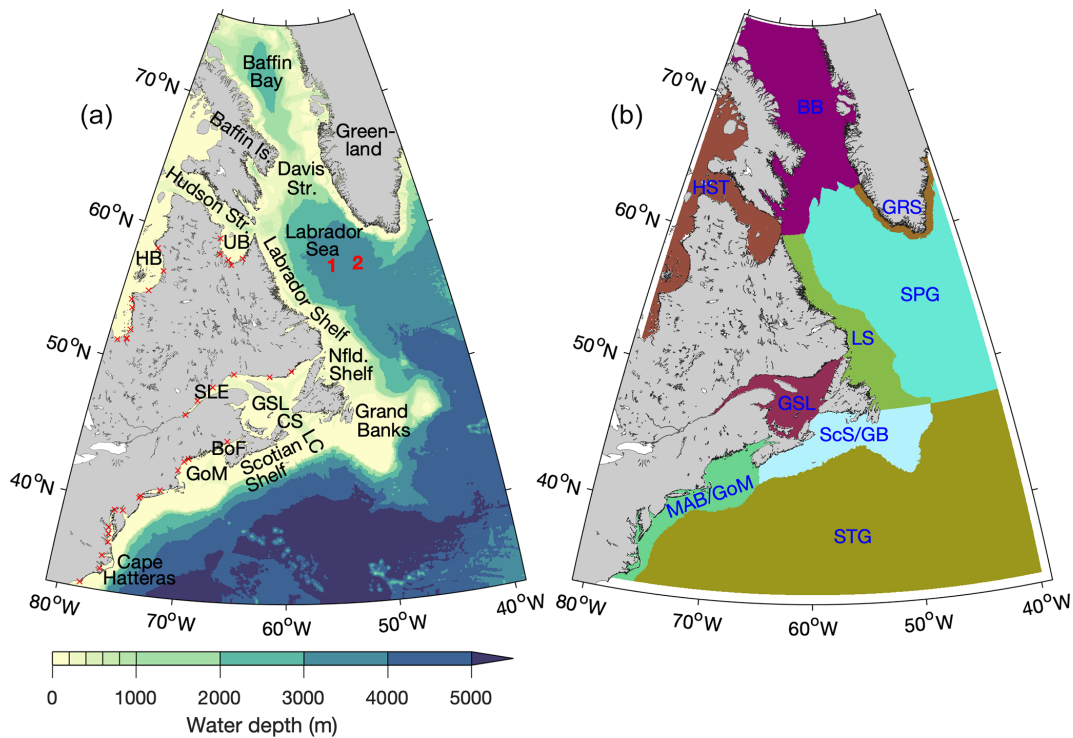 (a)
70°N
60°N
50°N
40°N
80°W
70°W
60°W
50°W
40°W
Baffin
Bay
Baffin Is.
Green-
land
Davis
Str.
Hudson Str.
UB
HB
Labrador
Sea
1 2
Labrador Shelf
Nfld.
Shelf
SLE
GSL
CS
Grand
Banks
LC
BoF
GoM
Scotian
Shelf
Cape
Hatteras
0 1000 2000 3000 4000 5000
Water depth (m)
(b)
70°N
60°N
50°N
40°N
80°W
70°W
60°W
50°W
40°W
BB
HST
GRS
SPG
LS
GSL
ScS/GB
MAB/GoM
STG